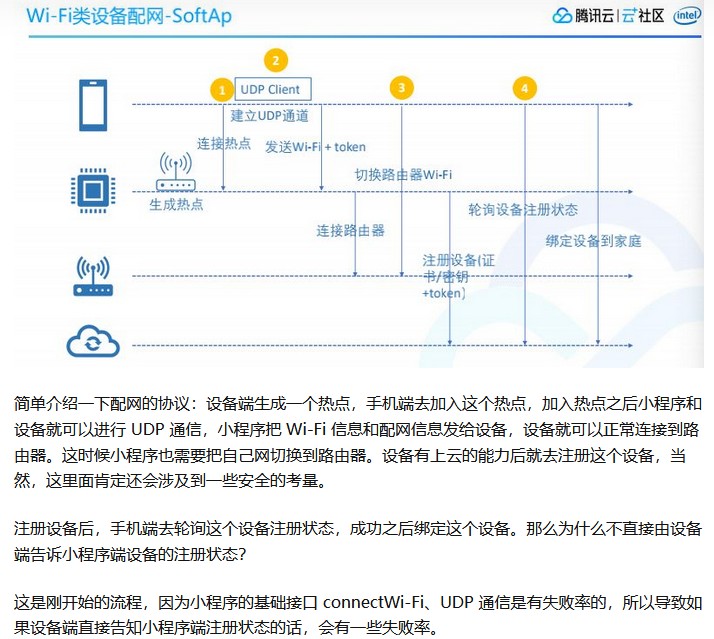 Wi-Fi类设备配网-SoftAp
腾讯云|云+社区 intel
2
1
UDP Client
3
4
建立UDP通道
连接热点
发送Wi-Fi + token
切换路由器Wi-Fi
生成热点
轮询设备注册状态
连接路由器
绑定设备到家庭
注册设备(证
书/密钥
+token)
简单介绍一下配网的协议：设备端生成一个热点，手机端去加入这个热点，加入热点之后小程序和
设备就可以进行 UDP 通信，小程序把 Wi-Fi 信息和配网信息发给设备，设备就可以正常连接到路
由器。这时候小程序也需要把自己网切换到路由器。设备有上云的能力后就去注册这个设备，当
然，这里面肯定还会涉及到一些安全的考量。
注册设备后，手机端去轮询这个设备注册状态，成功之后绑定这个设备。那么为什么不直接由设备
端告诉小程序端设备的注册状态？
这是刚开始的流程，因为小程序的基础接口 connectWi-Fi、UDP 通信是有失败率的，所以导致如
果设备端直接告知小程序端注册状态的话，会有一些失败率。